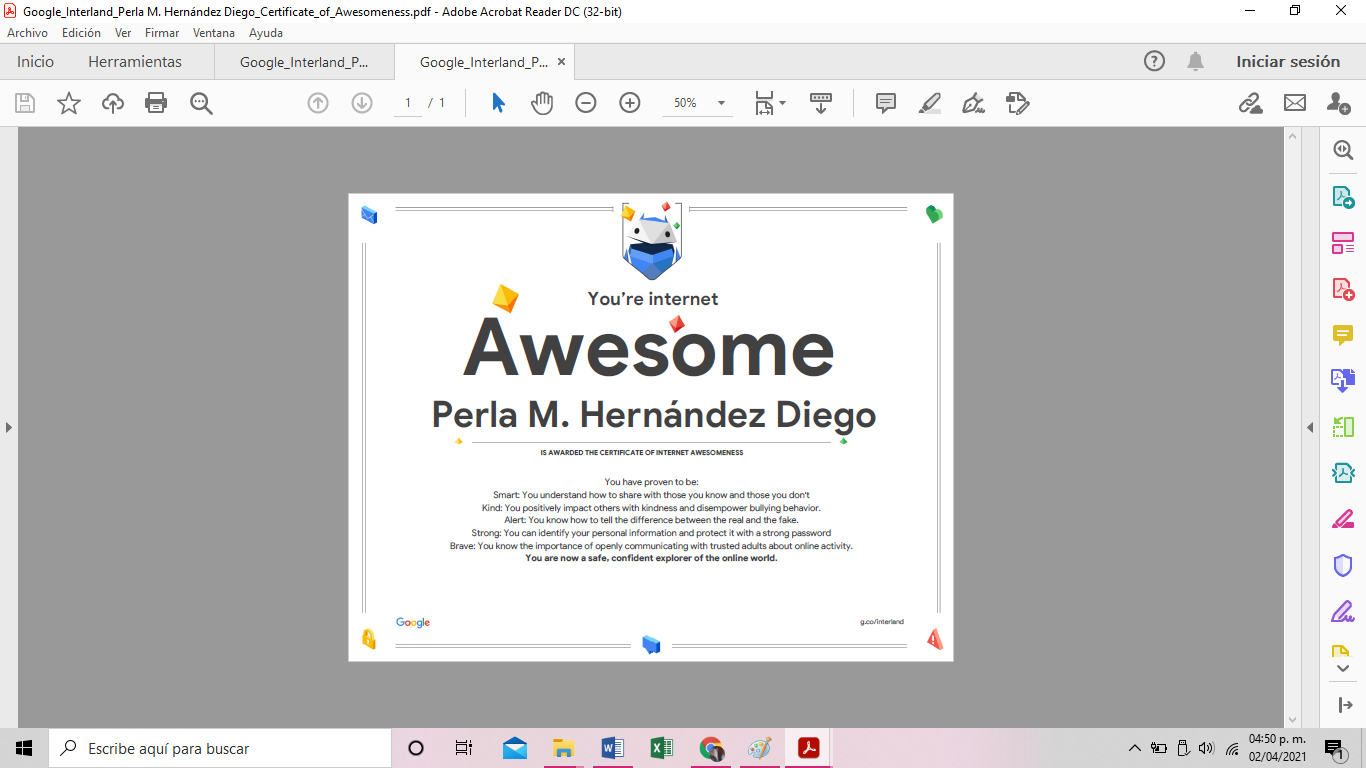 Google_Interland_Perla M. Hernández Diego_Certificate_of_Awesomeness.pdf - Adobe Acrobat Reader DC (32-bit)
Archivo Edición Ver Firmar Ventana Ayuda
Inicio Herramientas Google_Interland_P... Google_Interland_P... Iniciar sesión
1 / 1 50%
You're internet
Awesome
Perla M. Hernández Diego
IS AWARDED THE CERTIFICATE OF INTERNET AWESOMENESS
You have proven to be:
Smart: You understand how to share with those you know and those you don't
Kind: You positively impact others with kindness and disempower bullying behavior.
Alert: You know how to tell the difference between the real and the fake.
Strong: You can identify your personal information and protect it with a strong password
Brave: You know the importance of openly communicating with trusted adults about online activity.
You are now a safe, confident explorer of the online world.
Google g.co/interland
Escribe aquí para buscar
04:50 p. m.
02/04/2021
1